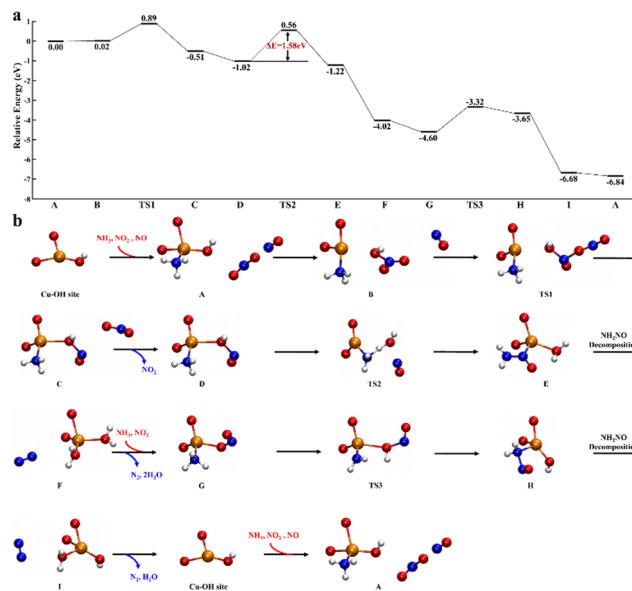 a
Relative Energy (eV)
1
0
-1
-2
-3
-4
-5
-6
-7
-8
0.00
0.02
0.89
-0.51
-1.02
0.56
ΔE=1.58eV
-1.22
-4.02
-4.60
-3.32
-3.65
-6.68
-6.84
A B TS1 C D TS2 E F G TS3 H I A
b
NH3, NO2 , NO
Cu-OH site A B TS1
NO2
NH2NO
Decompositio
C D TS2 E
NH3, NO2
N2, 2H2O
NH2NO
Decompositio
F G TS3 H
NH3, NO2 , NO
N2, H2O
I Cu-OH site A